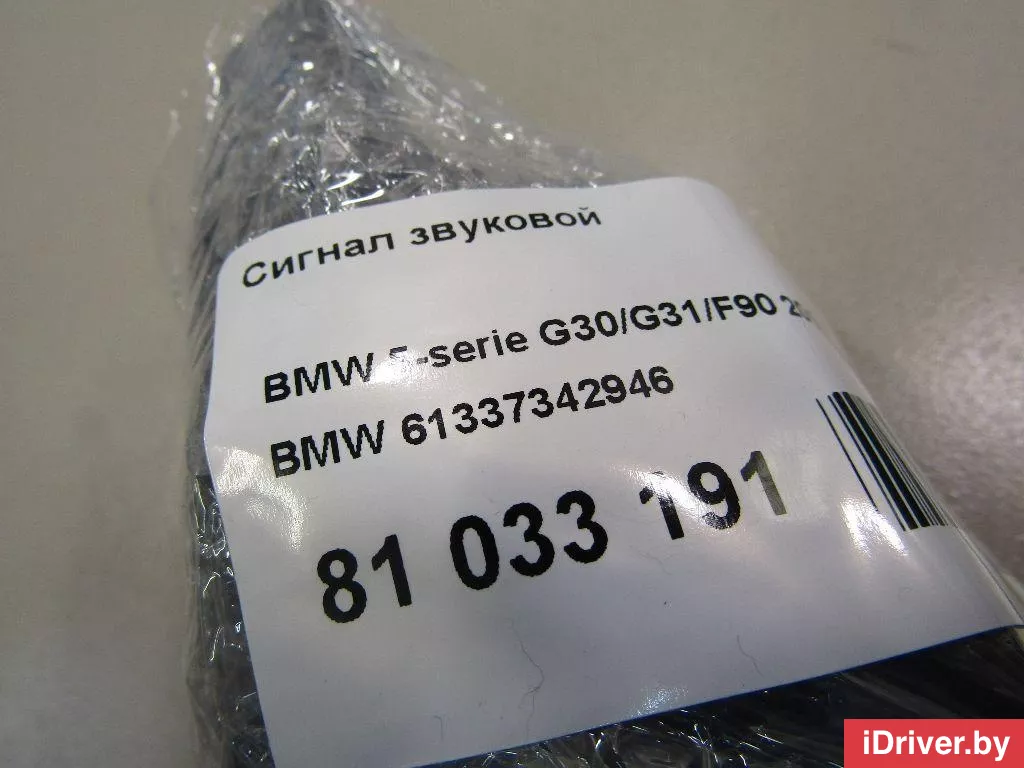 Сигнал звуковой
BMW 5-serie G30/G31/F90
BMW 61337342946
81 033 191
iDriver.by